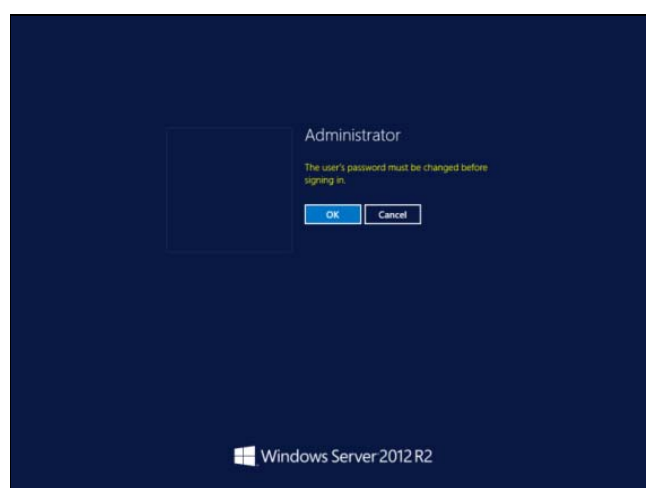 Administrator
The user's password must be changed before
signing in.
OK Cancel
Windows Server 2012 R2